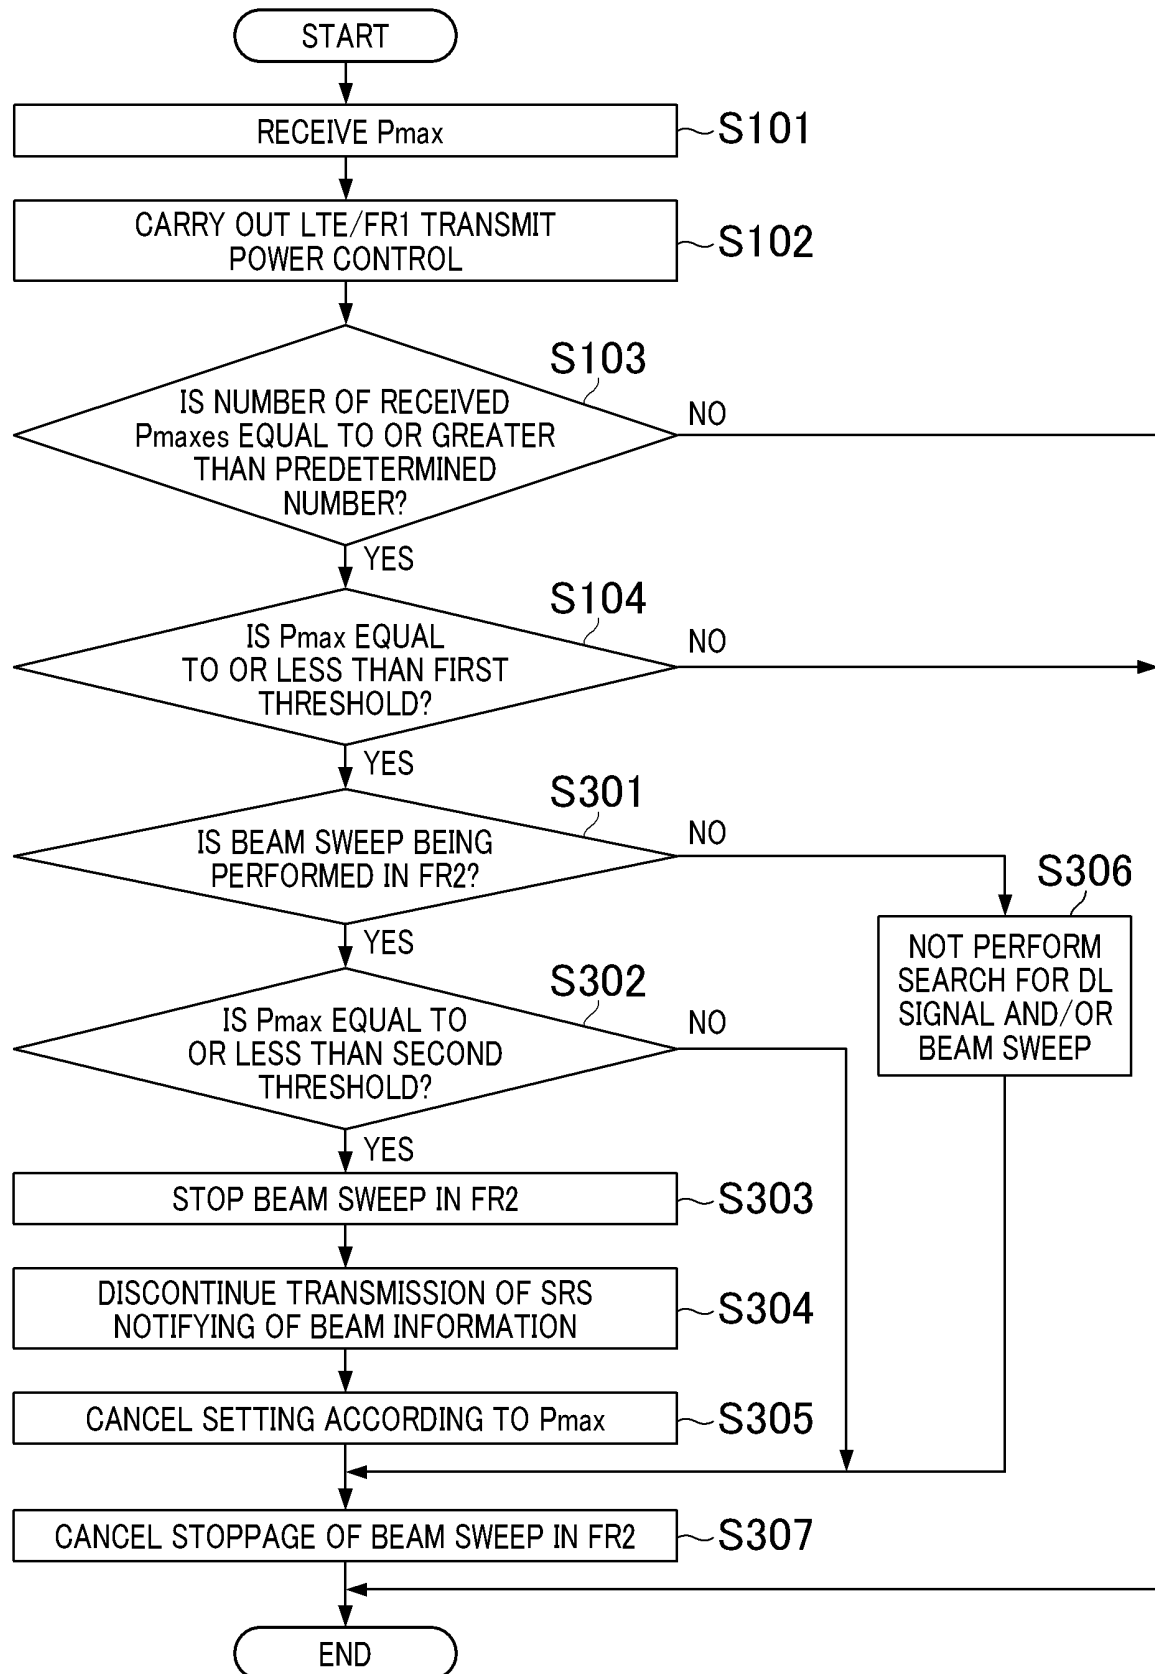 START
RECEIVE Pmax
S101
CARRY OUT LTE/FR1 TRANSMIT
POWER CONTROL
S102
S103
IS NUMBER OF RECEIVED
Pmaxes EQUAL TO OR GREATER
THAN PREDETERMINED
NUMBER?
NO
YES
S104
IS Pmax EQUAL
TO OR LESS THAN FIRST
THRESHOLD?
NO
YES
S301
IS BEAM SWEEP BEING
PERFORMED IN FR2?
NO
YES
S306
NOT PERFORM
SEARCH FOR DL
SIGNAL AND/OR
BEAM SWEEP
S302
IS Pmax EQUAL TO
OR LESS THAN SECOND
THRESHOLD?
NO
YES
STOP BEAM SWEEP IN FR2
S303
DISCONTINUE TRANSMISSION OF SRS
NOTIFYING OF BEAM INFORMATION
S304
CANCEL SETTING ACCORDING TO Pmax
S305
CANCEL STOPPAGE OF BEAM SWEEP IN FR2
S307
END